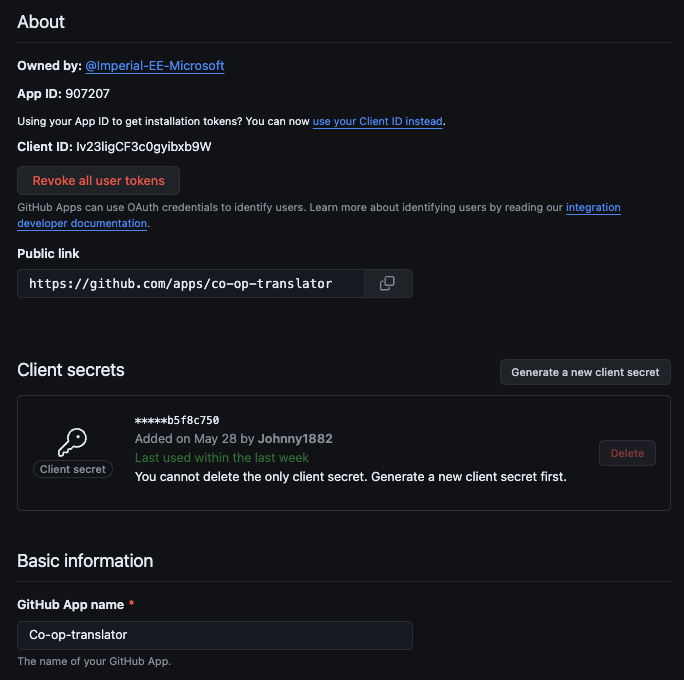 About
Owned by: @Imperial-EE-Microsoft
App ID: 907207
Using your App ID to get installation tokens? You can now use your Client ID instead.
Client ID: Iv23ligCF3c0gyibxb9W
Revoke all user tokens
GitHub Apps can use OAuth credentials to identify users. Learn more about identifying users by reading our integration
developer documentation.
Public link
https://github.com/apps/co-op-translator
Client secrets
Generate a new client secret
*****b5f8c750
Added on May 28 by Johnny1882
Last used within the last week
Client secret
You cannot delete the only client secret. Generate a new client secret first.
Delete
Basic information
GitHub App name *
Co-op-translator
The name of your GitHub App.